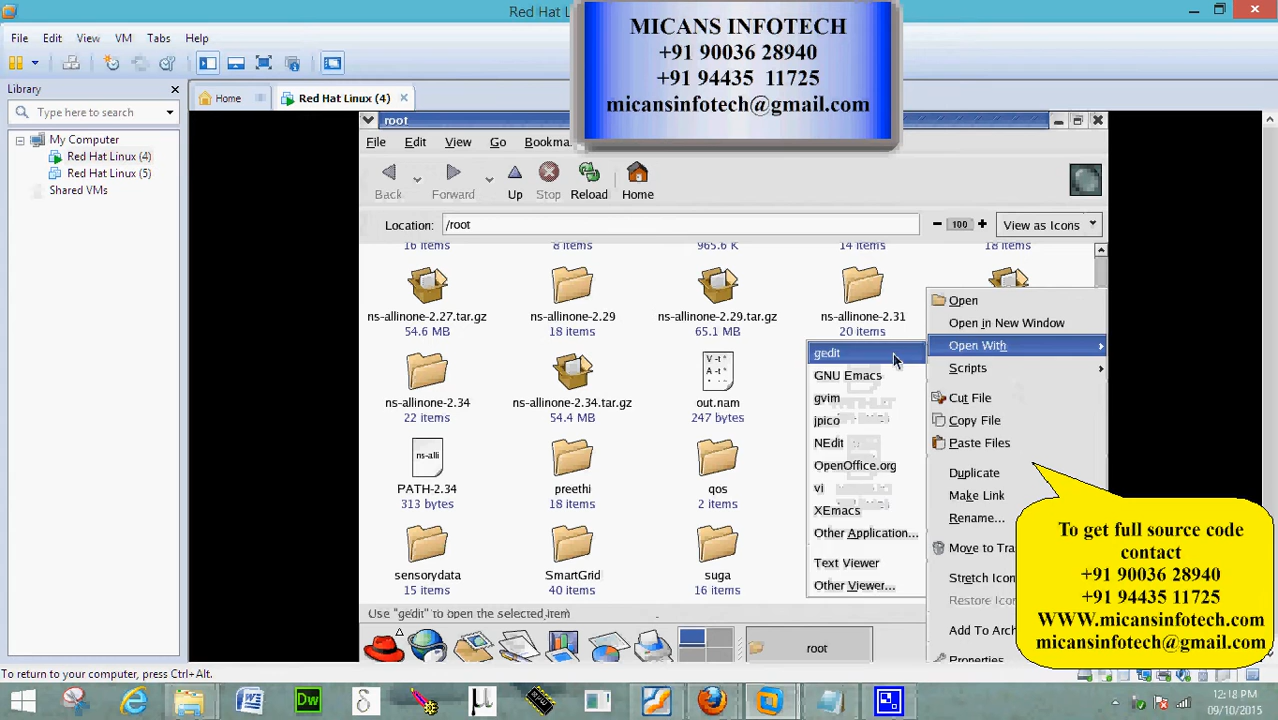 Red Hat L
MICANS INFOTECH
+91 90036 28940
+91 94435 11725
micansinfotech@gmail.com
File Edit View VM Tabs Help
Library
Type here to search
My Computer
Red Hat Linux (4)
Red Hat Linux (5)
Shared VMs
Home
Red Hat Linux (4)
root
File Edit View Go Bookma
Back Forward Up Stop Reload Home
Location: /root 100 View as Icons
16 items 8 items 965.6 K 14 items 18 items
ns-allinone-2.27.tar.gz ns-allinone-2.29 ns-allinone-2.29.tar.gz ns-allinone-2.31
54.6 MB 18 items 65.1 MB 20 items
ns-allinone-2.34 ns-allinone-2.34.tar.gz out.nam
22 items 54.4 MB 247 bytes
ns-alli
PATH-2.34 preethi qos
313 bytes 18 items 2 items
sensorydata SmartGrid suga
15 items 40 items 16 items
gedit
GNU Emacs
gvim
jpico
NEdit
OpenOffice.org
vi
XEmacs
Other Application...
Text Viewer
Other Viewer...
Open
Open in New Window
Open With
Scripts
Cut File
Copy File
Paste Files
Duplicate
Make Link
Rename...
Move to Tra
Stretch Icon
Restore Icon
Add To Arch
Properties
To get full source code
contact
+91 90036 28940
+91 94435 11725
WWW.micansinfotech.com
micansinfotech@gmail.com
Use "gedit" to open the selected item
root
To return to your computer, press Ctrl+Alt.
12:18 PM
09/10/2015